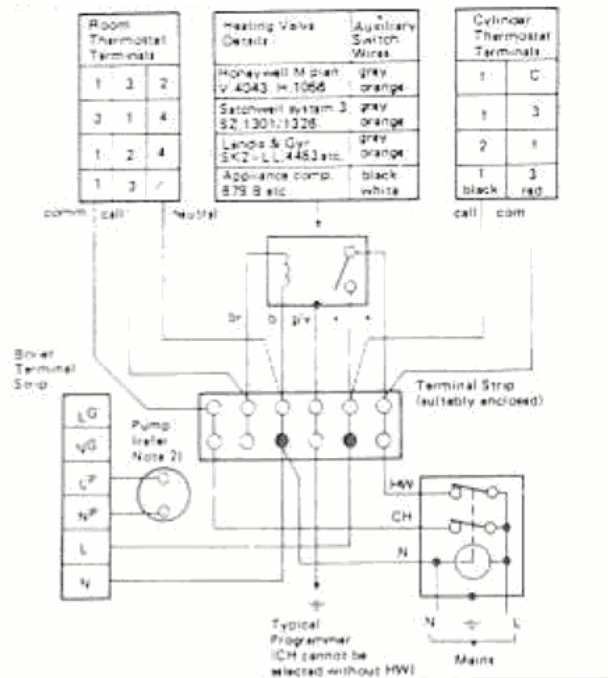 Room
Thermostat
Terminals
1 3 2
3 1 4
1 2 4
1 3 /
Heating Valve
Details
Auxiliary
Switch
Wires
Honeywell M plan
V.4043. H.1056
grey
orange
Satchwell system 3
SZ.1301/1326
grey
orange
Landis & Gyr
SKZ-LL.4453 etc.
grey
orange
Appliance comp.
679 B etc
black
white
Cylinder
Thermostat
Terminals
1 C
1 3
2 1
1 3
black red
comm call neutral
call com
br b g/y
Boiler
Terminal
Strip
LG
VG
LP
NP
L
N
Pump
(refer
Note 2)
Terminal Strip
(suitably enclosed)
HW
CH
N
N L
Mains
Typical
Programmer
(CH cannot be
selected without HW)